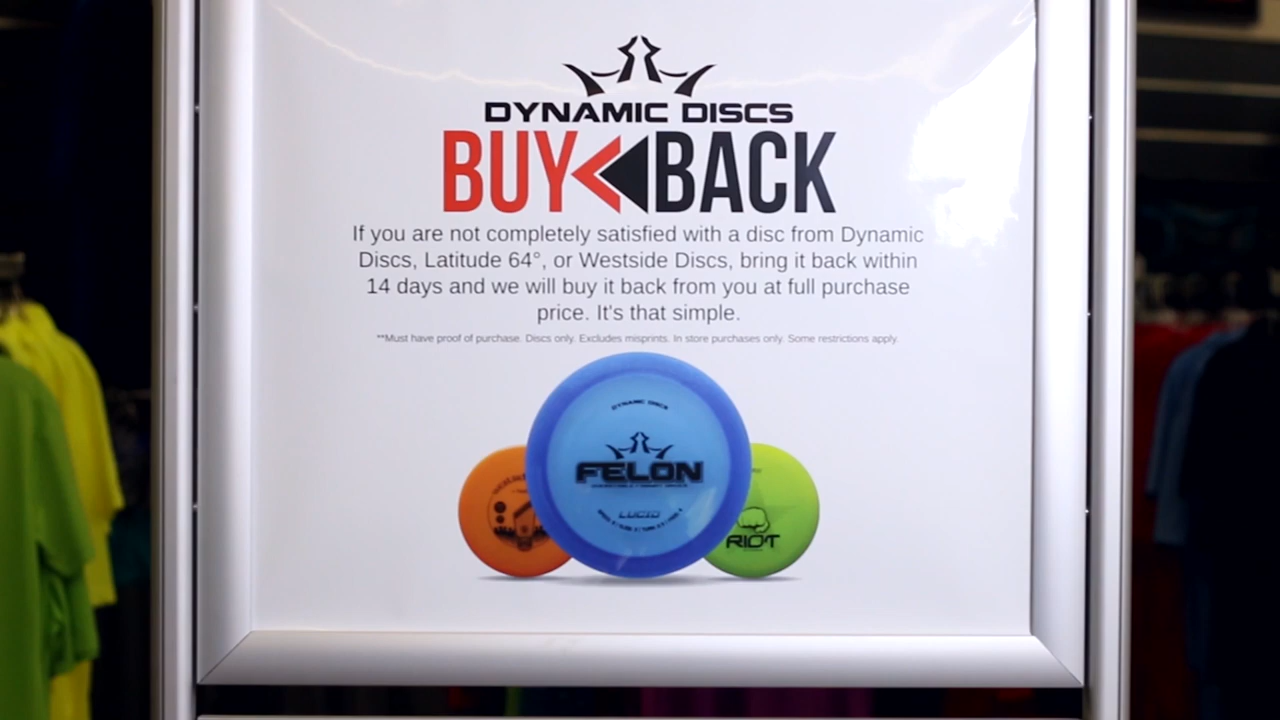 DYNAMIC DISCS
BUY BACK
If you are not completely satisfied with a disc from Dynamic
Discs, Latitude 64°, or Westside Discs, bring it back within
14 days and we will buy it back from you at full purchase
price. It's that simple.
**Must have proof of purchase. Discs only. Excludes misprints. In store purchases only. Some restrictions apply.
DYNAMIC DISCS
FELON
LUCID
RIOT